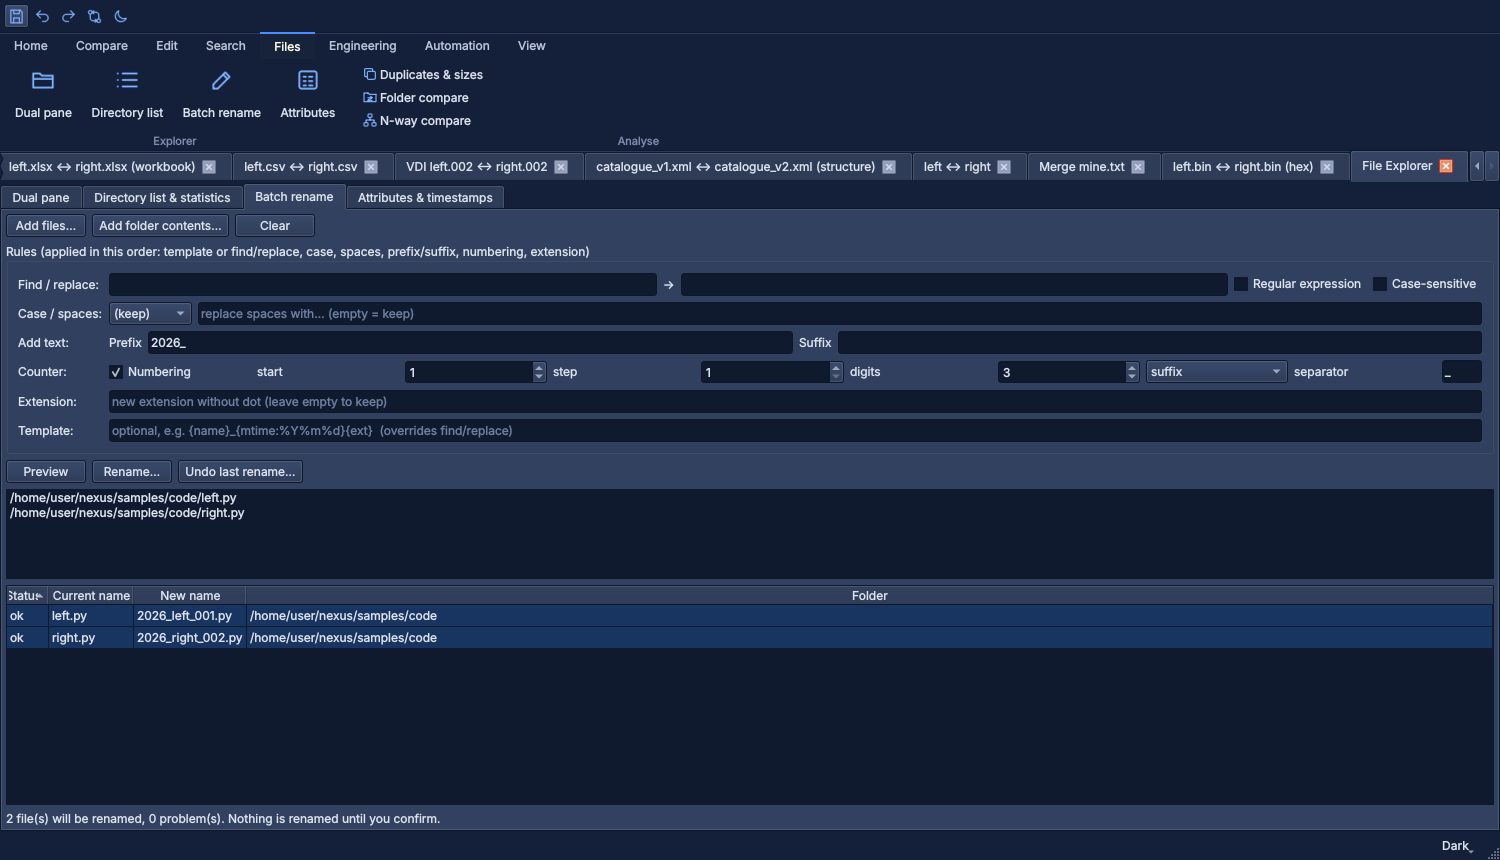 Home Compare Edit Search Files Engineering Automation View
Dual pane Directory list Batch rename Attributes
Duplicates & sizes
Folder compare
N-way compare
Explorer Analyse
left.xlsx ↔ right.xlsx (workbook) left.csv ↔ right.csv VDI left.002 ↔ right.002 catalogue_v1.xml ↔ catalogue_v2.xml (structure) left ↔ right Merge mine.txt left.bin ↔ right.bin (hex) File Explorer
Dual pane Directory list & statistics Batch rename Attributes & timestamps
Add files... Add folder contents... Clear
Rules (applied in this order: template or find/replace, case, spaces, prefix/suffix, numbering, extension)
Find / replace: → Regular expression Case-sensitive
Case / spaces: (keep) replace spaces with... (empty = keep)
Add text: Prefix 2026_ Suffix
Counter: Numbering start 1 step 1 digits 3 suffix separator _
Extension: new extension without dot (leave empty to keep)
Template: optional, e.g. {name}_{mtime:%Y%m%d}{ext} (overrides find/replace)
Preview Rename... Undo last rename...
/home/user/nexus/samples/code/left.py
/home/user/nexus/samples/code/right.py
Status Current name New name Folder
ok left.py 2026_left_001.py /home/user/nexus/samples/code
ok right.py 2026_right_002.py /home/user/nexus/samples/code
2 file(s) will be renamed, 0 problem(s). Nothing is renamed until you confirm.
Dark